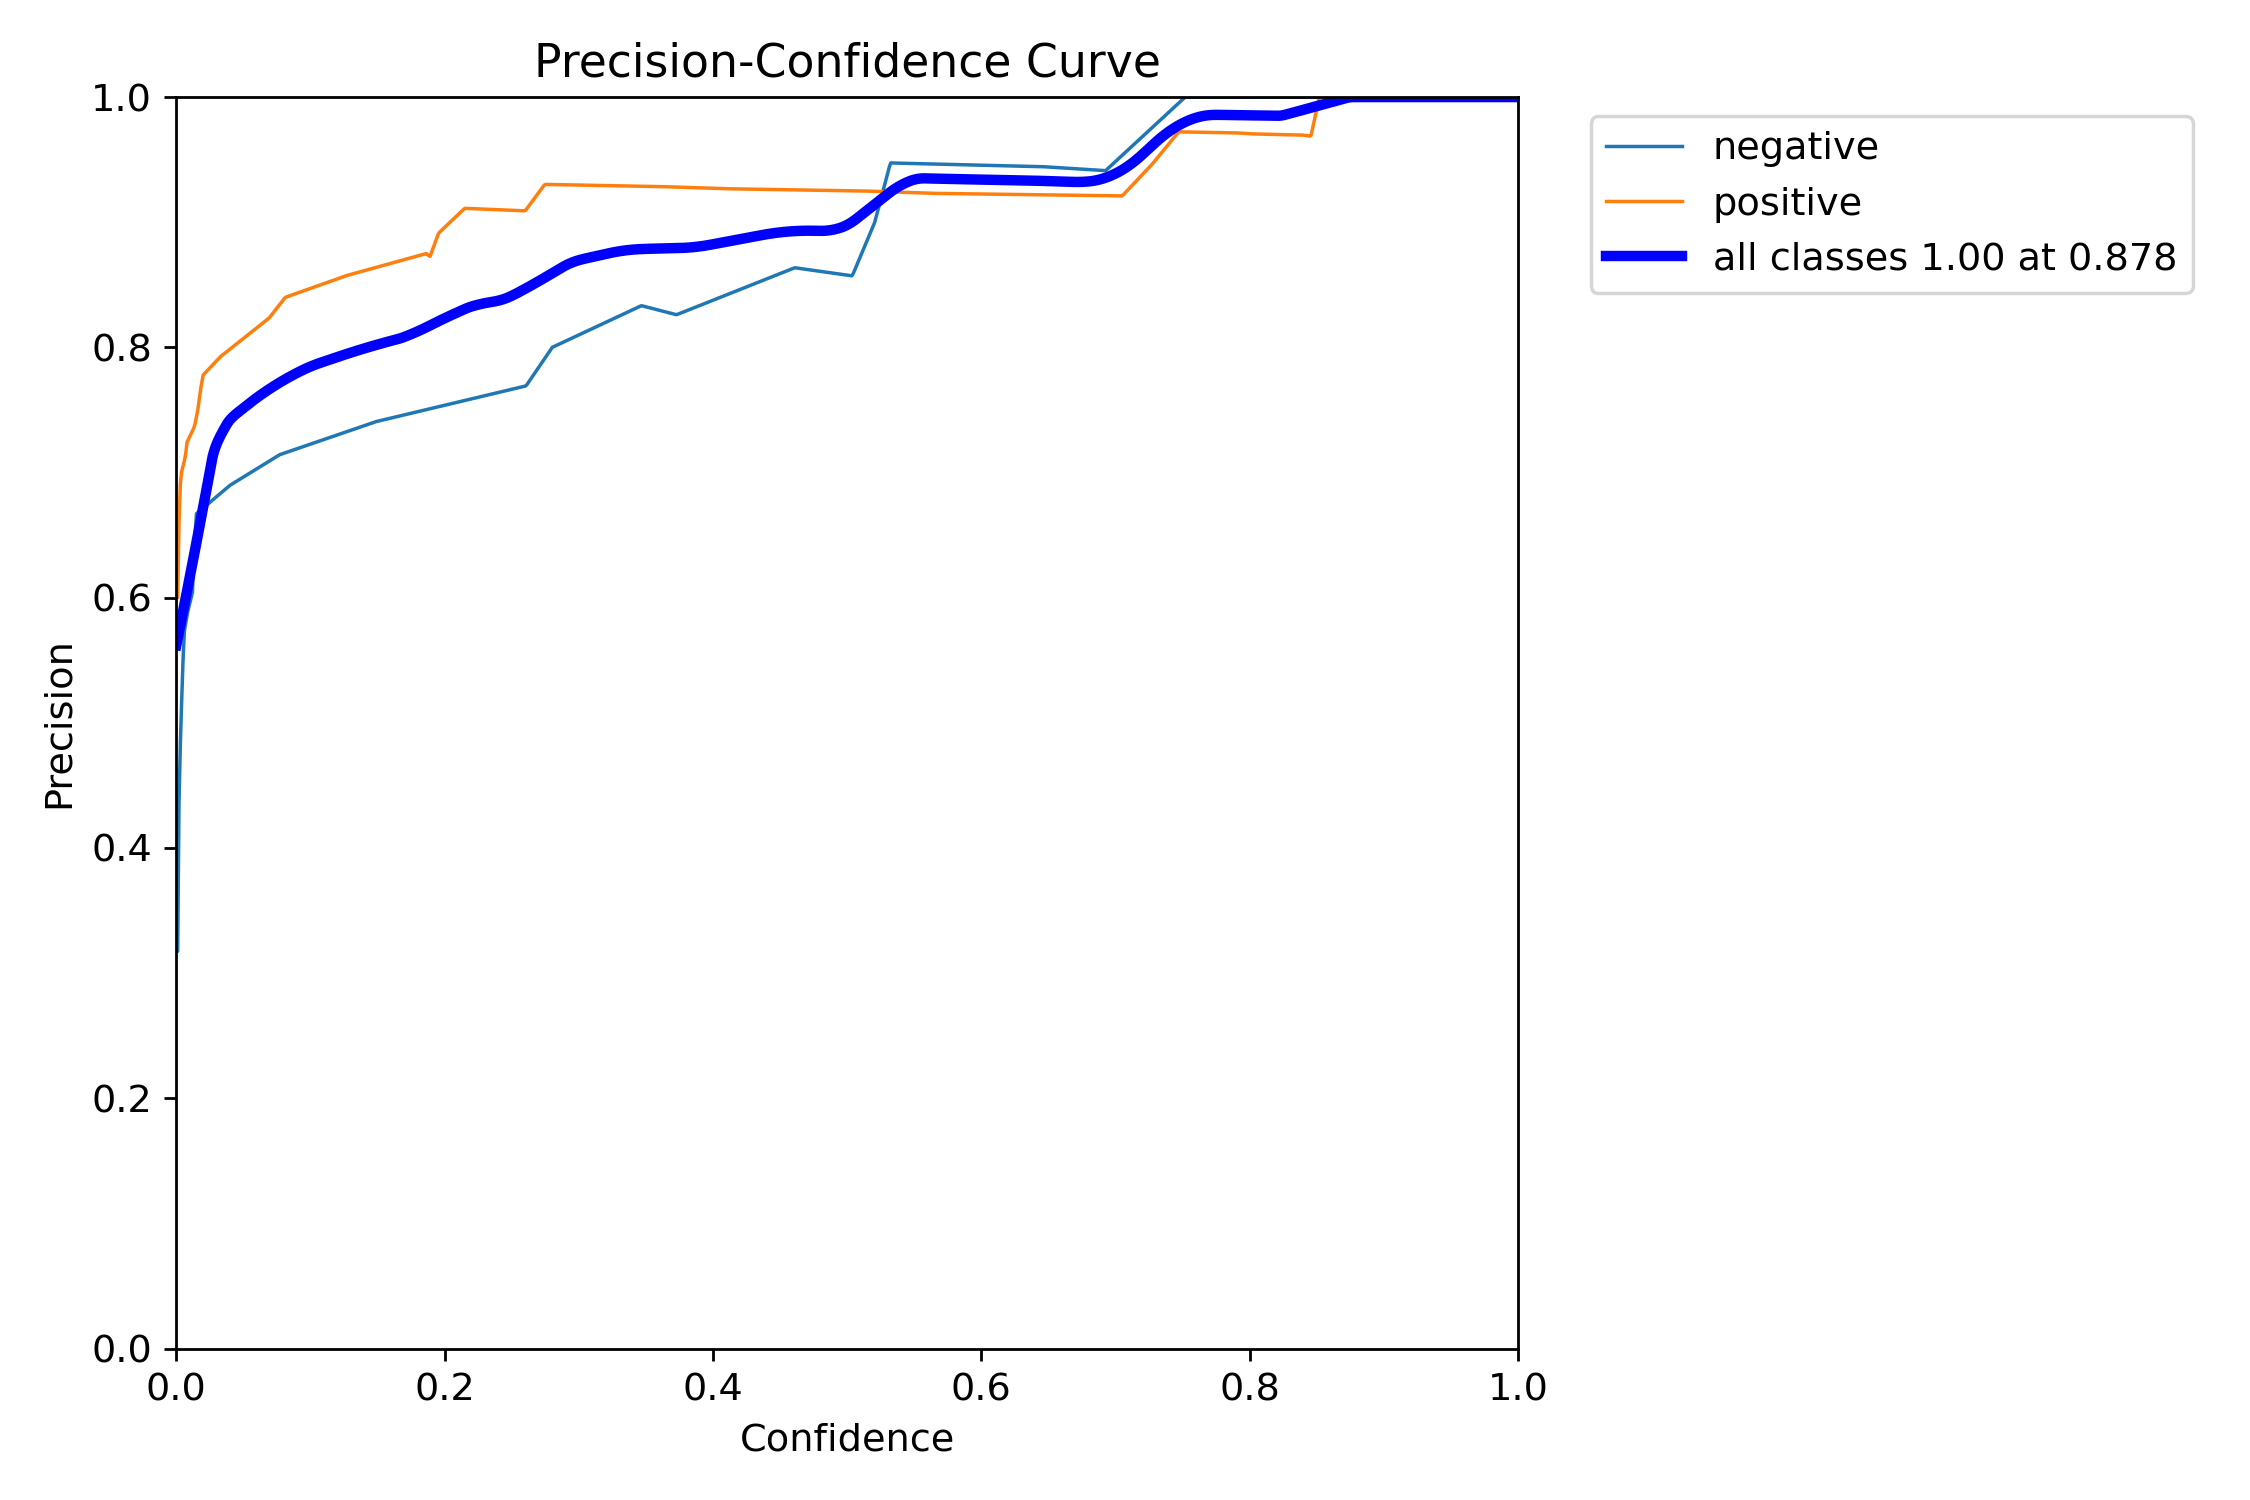 Precision-Confidence Curve
1.0
0.8
0.6
0.4
0.2
0.0
Precision
0.0 0.2 0.4 0.6 0.8 1.0
Confidence
negative
positive
all classes 1.00 at 0.878